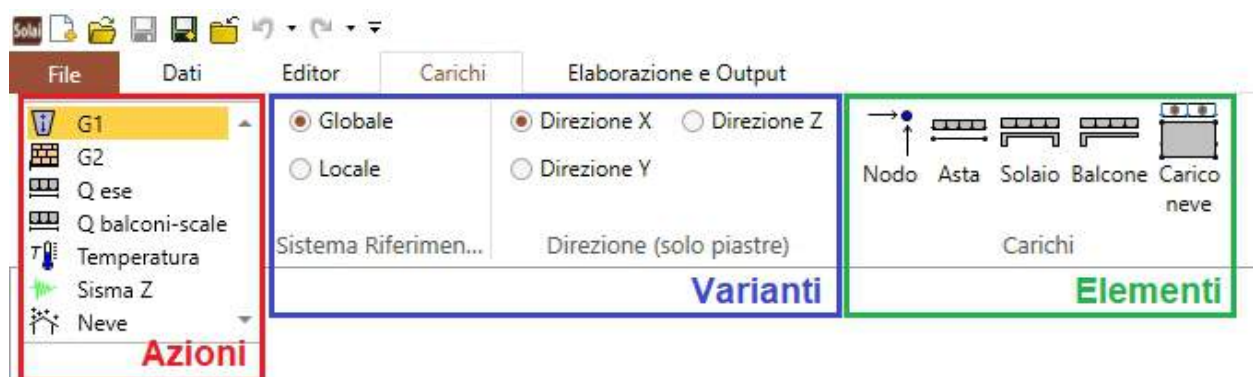 Solai
File Dati Editor Carichi Elaborazione e Output
G1
G2
Q ese
Q balconi-scale
Temperatura
Sisma Z
Neve
Azioni
Globale
Locale
Sistema Riferimen...
Direzione X Direzione Z
Direzione Y
Direzione (solo piastre)
Varianti
Nodo Asta Solaio Balcone Carico
neve
Carichi
Elementi